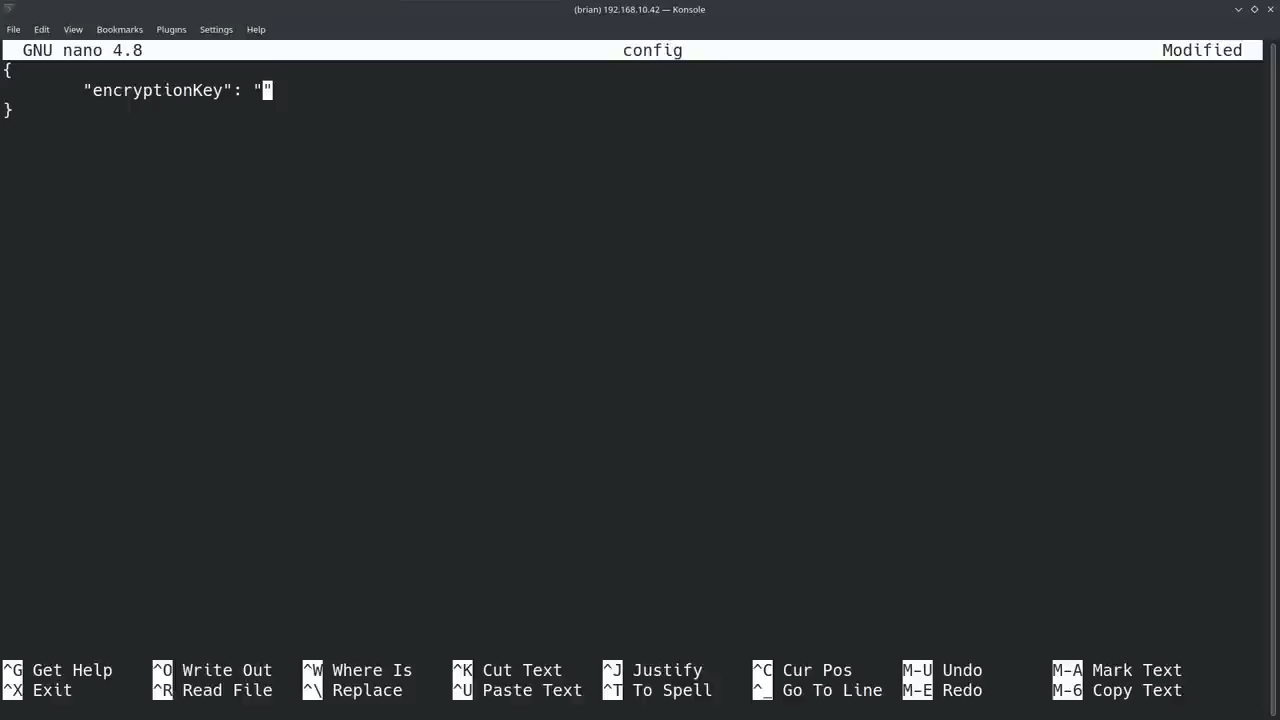 (brian) 192.168.10.42 — Konsole
File Edit View Bookmarks Plugins Settings Help
GNU nano 4.8 config Modified
{
"encryptionKey": ""
}
^G Get Help ^O Write Out ^W Where Is ^K Cut Text ^J Justify ^C Cur Pos M-U Undo M-A Mark Text
^X Exit ^R Read File ^\ Replace ^U Paste Text ^T To Spell ^_ Go To Line M-E Redo M-6 Copy Text